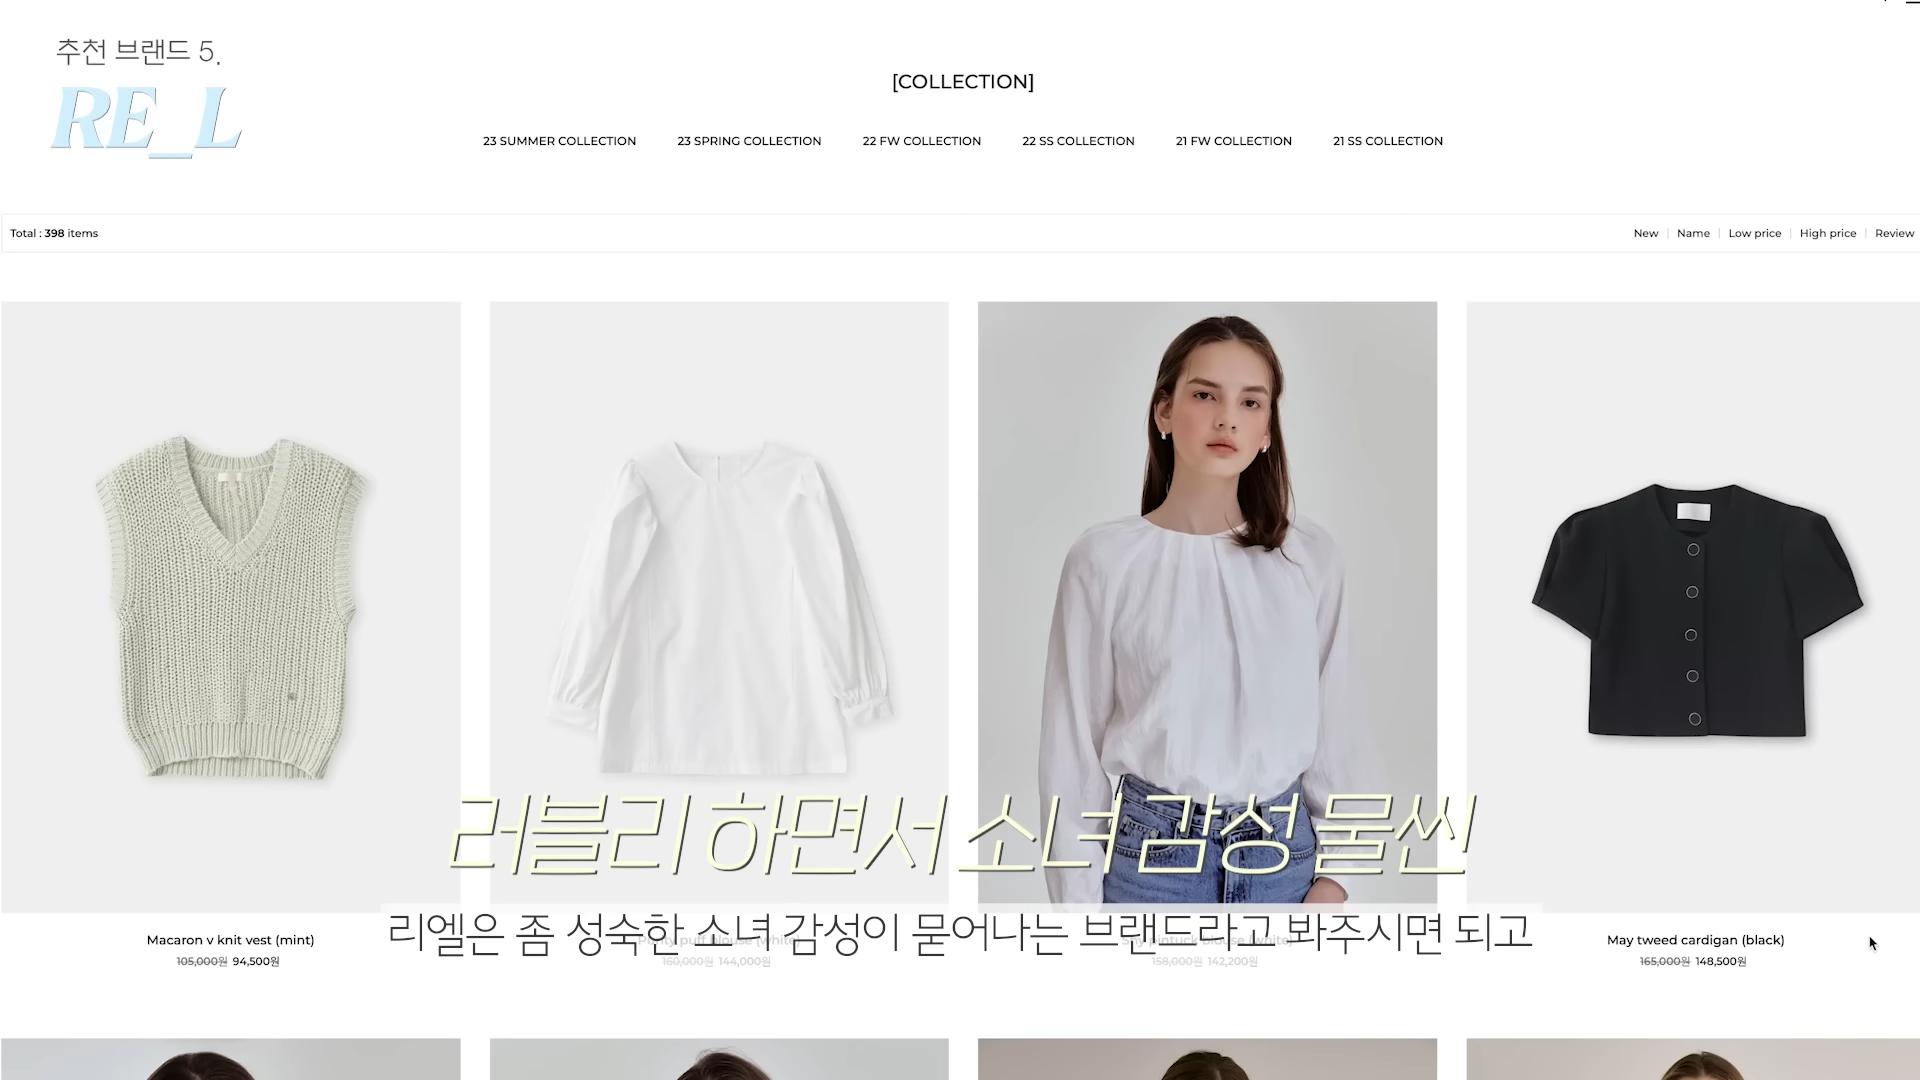 추천 브랜드 5.
RE_L
[COLLECTION]
23 SUMMER COLLECTION 23 SPRING COLLECTION 22 FW COLLECTION 22 SS COLLECTION 21 FW COLLECTION 21 SS COLLECTION
Total : 398 items
New | Name | Low price | High price | Review
러블리 하면서 소녀 감성 물씬
리엘은 좀 성숙한 소녀 감성이 묻어나는 브랜드라고 봐주시면 되고
Macaron v knit vest (mint)
105,000원 94,500원
puff blouse (white)
160,000원 144,000원
pintuck blouse (white)
158,000원 142,200원
May tweed cardigan (black)
165,000원 148,500원